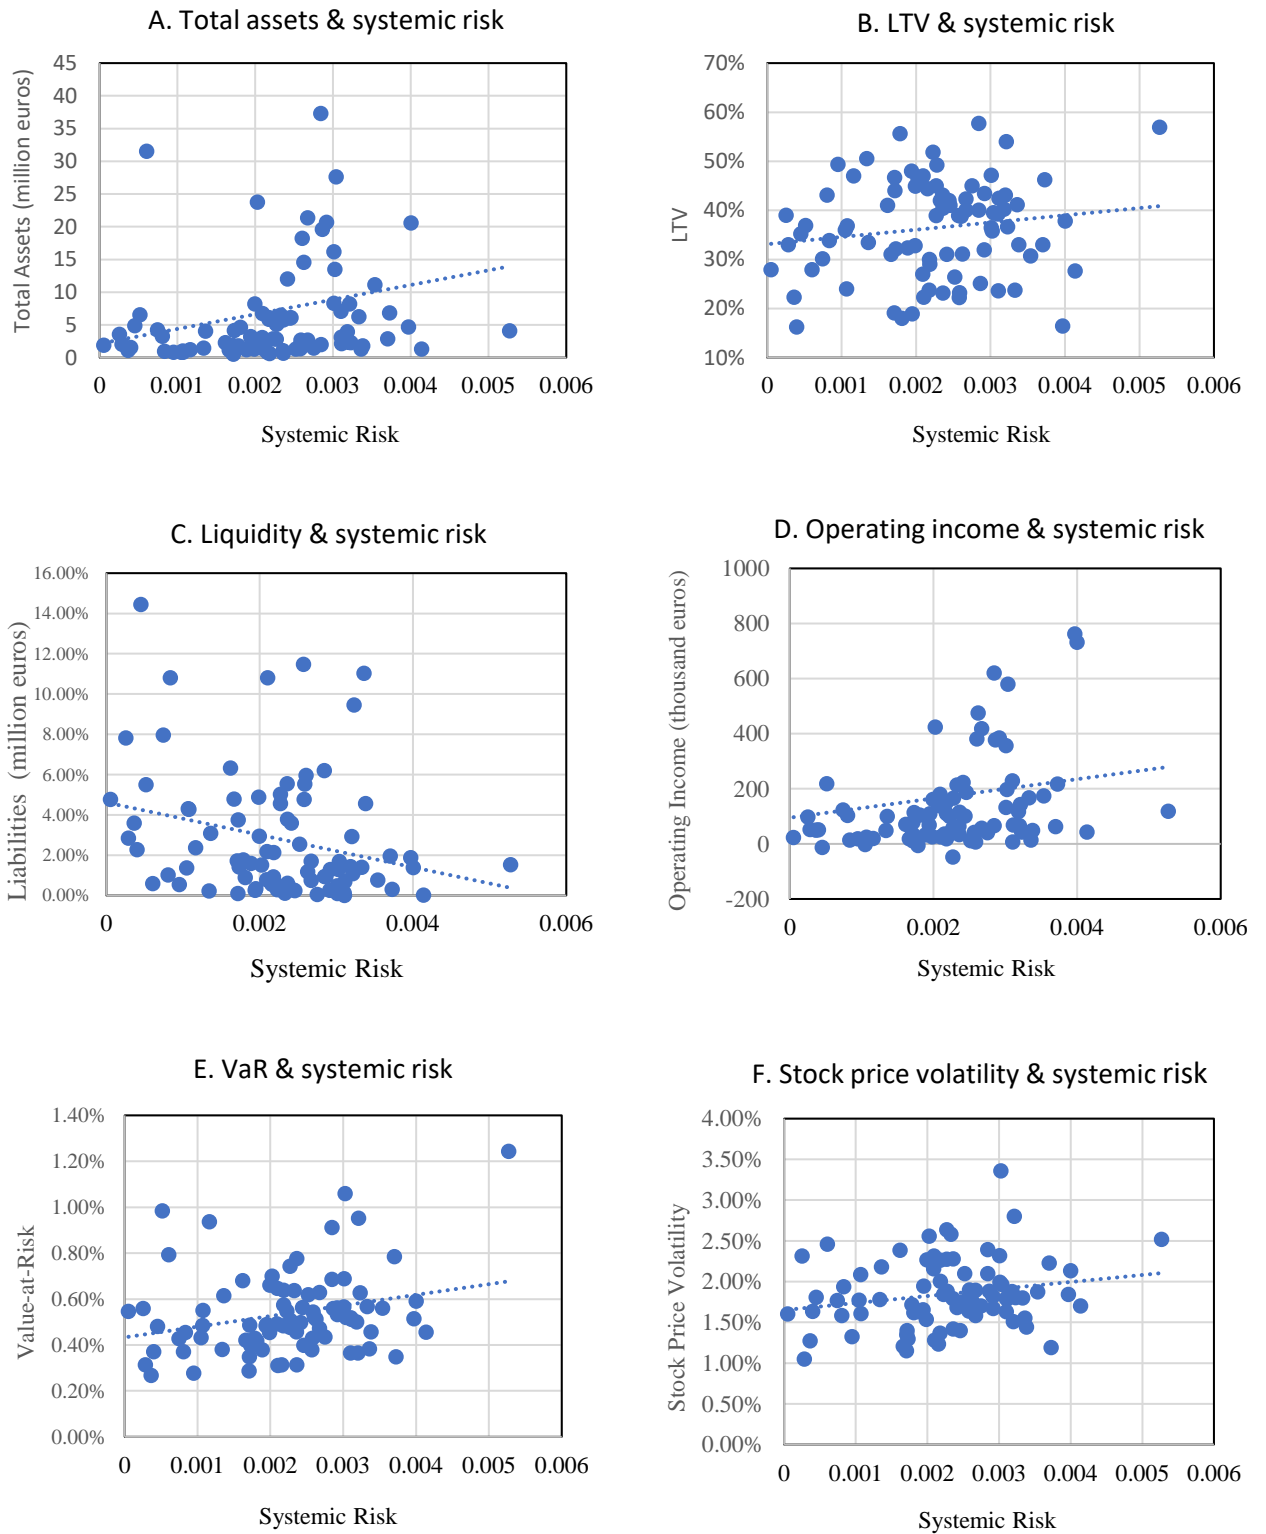 A. Total assets & systemic risk
Total Assets (million euros)
45
40
35
30
25
20
15
10
5
0
0 0.001 0.002 0.003 0.004 0.005 0.006
Systemic Risk
B. LTV & systemic risk
LTV
70%
60%
50%
40%
30%
20%
10%
0 0.001 0.002 0.003 0.004 0.005 0.006
Systemic Risk
C. Liquidity & systemic risk
Liabilities (million euros)
16.00%
14.00%
12.00%
10.00%
8.00%
6.00%
4.00%
2.00%
0.00%
0 0.002 0.004 0.006
Systemic Risk
D. Operating income & systemic risk
Operating Income (thousand euros)
1000
800
600
400
200
0
-200
0 0.002 0.004 0.006
Systemic Risk
E. VaR & systemic risk
Value-at-Risk
1.40%
1.20%
1.00%
0.80%
0.60%
0.40%
0.20%
0.00%
0 0.001 0.002 0.003 0.004 0.005 0.006
Systemic Risk
F. Stock price volatility & systemic risk
Stock Price Volatility
4.00%
3.50%
3.00%
2.50%
2.00%
1.50%
1.00%
0.50%
0.00%
0 0.001 0.002 0.003 0.004 0.005 0.006
Systemic Risk